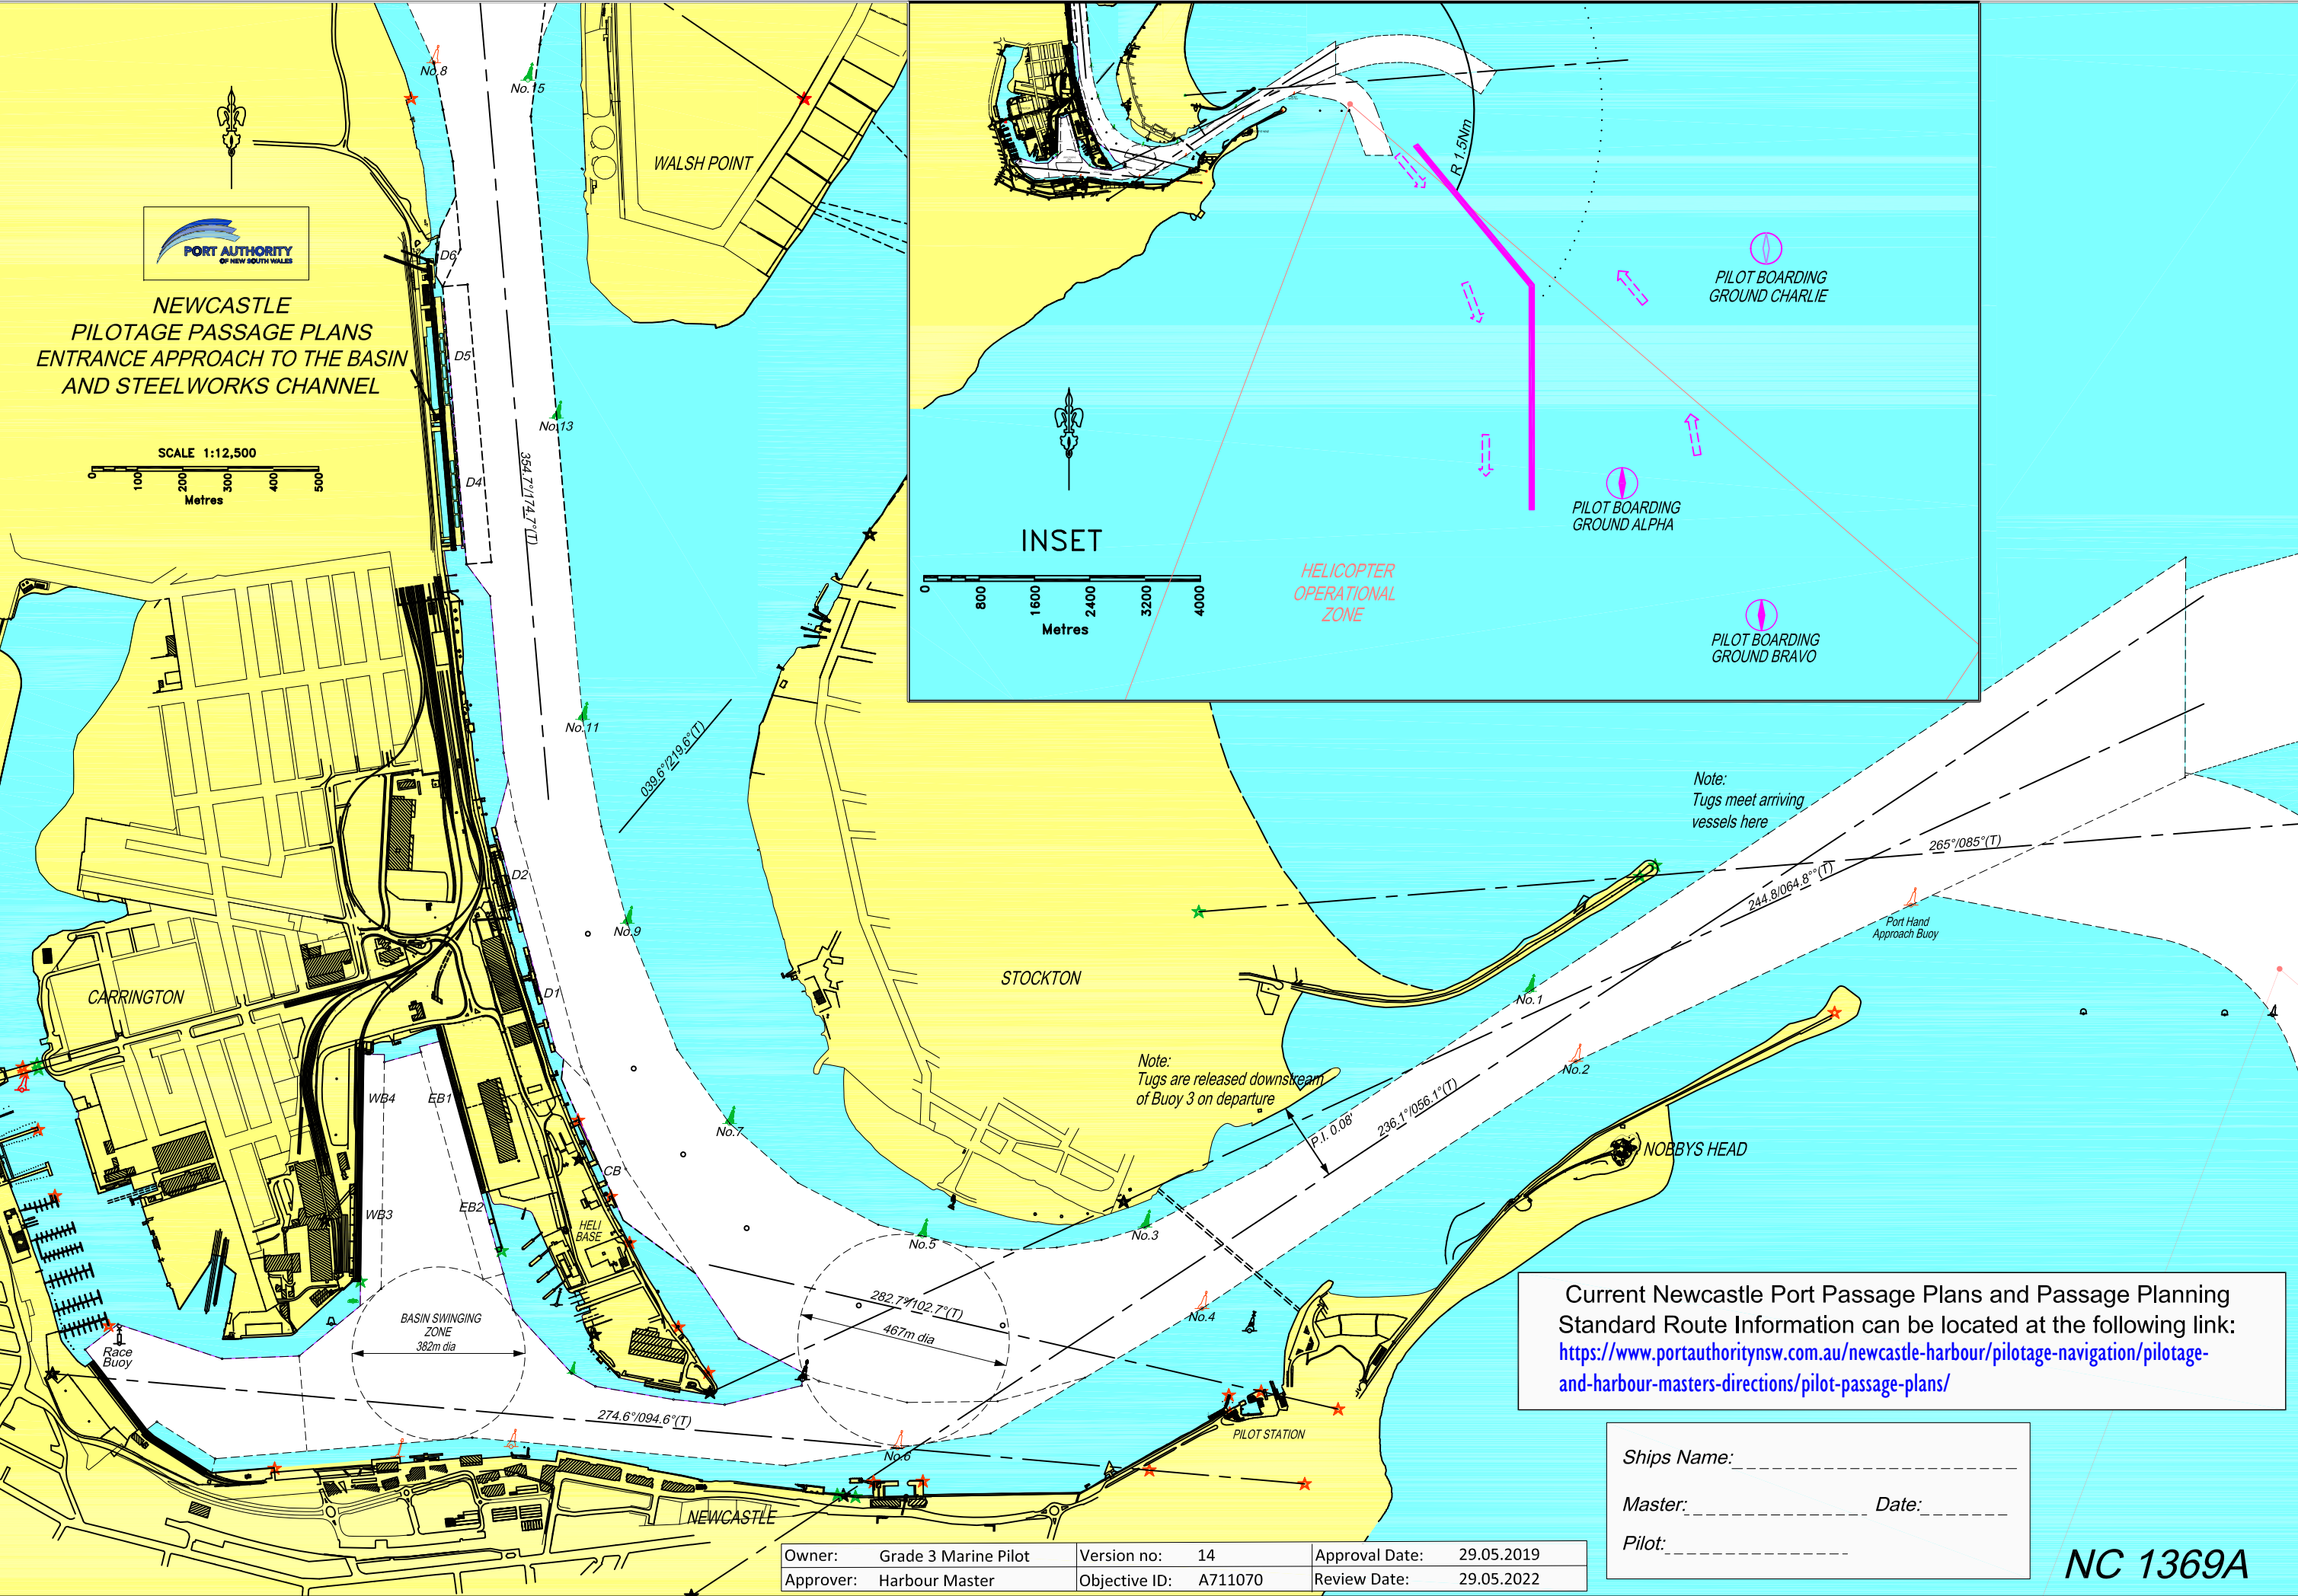 No.8
No.15
WALSH POINT
PORT AUTHORITY
OF NEW SOUTH WALES
NEWCASTLE
PILOTAGE PASSAGE PLANS
ENTRANCE APPROACH TO THE BASIN
AND STEELWORKS CHANNEL
SCALE 1:12,500
0 100 200 300 400 500
Metres
D6
D5
D4
No.13
354.7°/174.7°(T)
No.11
039.6°/219.6°(T)
R 1.5Nm
PILOT BOARDING
GROUND CHARLIE
PILOT BOARDING
GROUND ALPHA
PILOT BOARDING
GROUND BRAVO
INSET
0 800 1600 2400 3200 4000
Metres
HELICOPTER
OPERATIONAL
ZONE
Note:
Tugs meet arriving
vessels here
265°/085°(T)
244.8/064.8°°(T)
Port Hand
Approach Buoy
D2
No.9
D1
CARRINGTON
STOCKTON
No.1
No.2
Note:
Tugs are released downstream
of Buoy 3 on departure
P.I. 0.08'
236.1°/056.1°(T)
NOBBYS HEAD
WB4
EB1
No.7
CB
WB3
EB2
HELI
BASE
No.5
No.3
No.4
282.7°/102.7°(T)
467m dia
BASIN SWINGING
ZONE
382m dia
Race
Buoy
274.6°/094.6°(T)
No.6
PILOT STATION
NEWCASTLE
Current Newcastle Port Passage Plans and Passage Planning
Standard Route Information can be located at the following link:
https://www.portauthoritynsw.com.au/newcastle-harbour/pilotage-navigation/pilotage-
and-harbour-masters-directions/pilot-passage-plans/
Ships Name:
Master: Date:
Pilot:
Owner: Grade 3 Marine Pilot Version no: 14 Approval Date: 29.05.2019
Approver: Harbour Master Objective ID: A711070 Review Date: 29.05.2022
NC 1369A